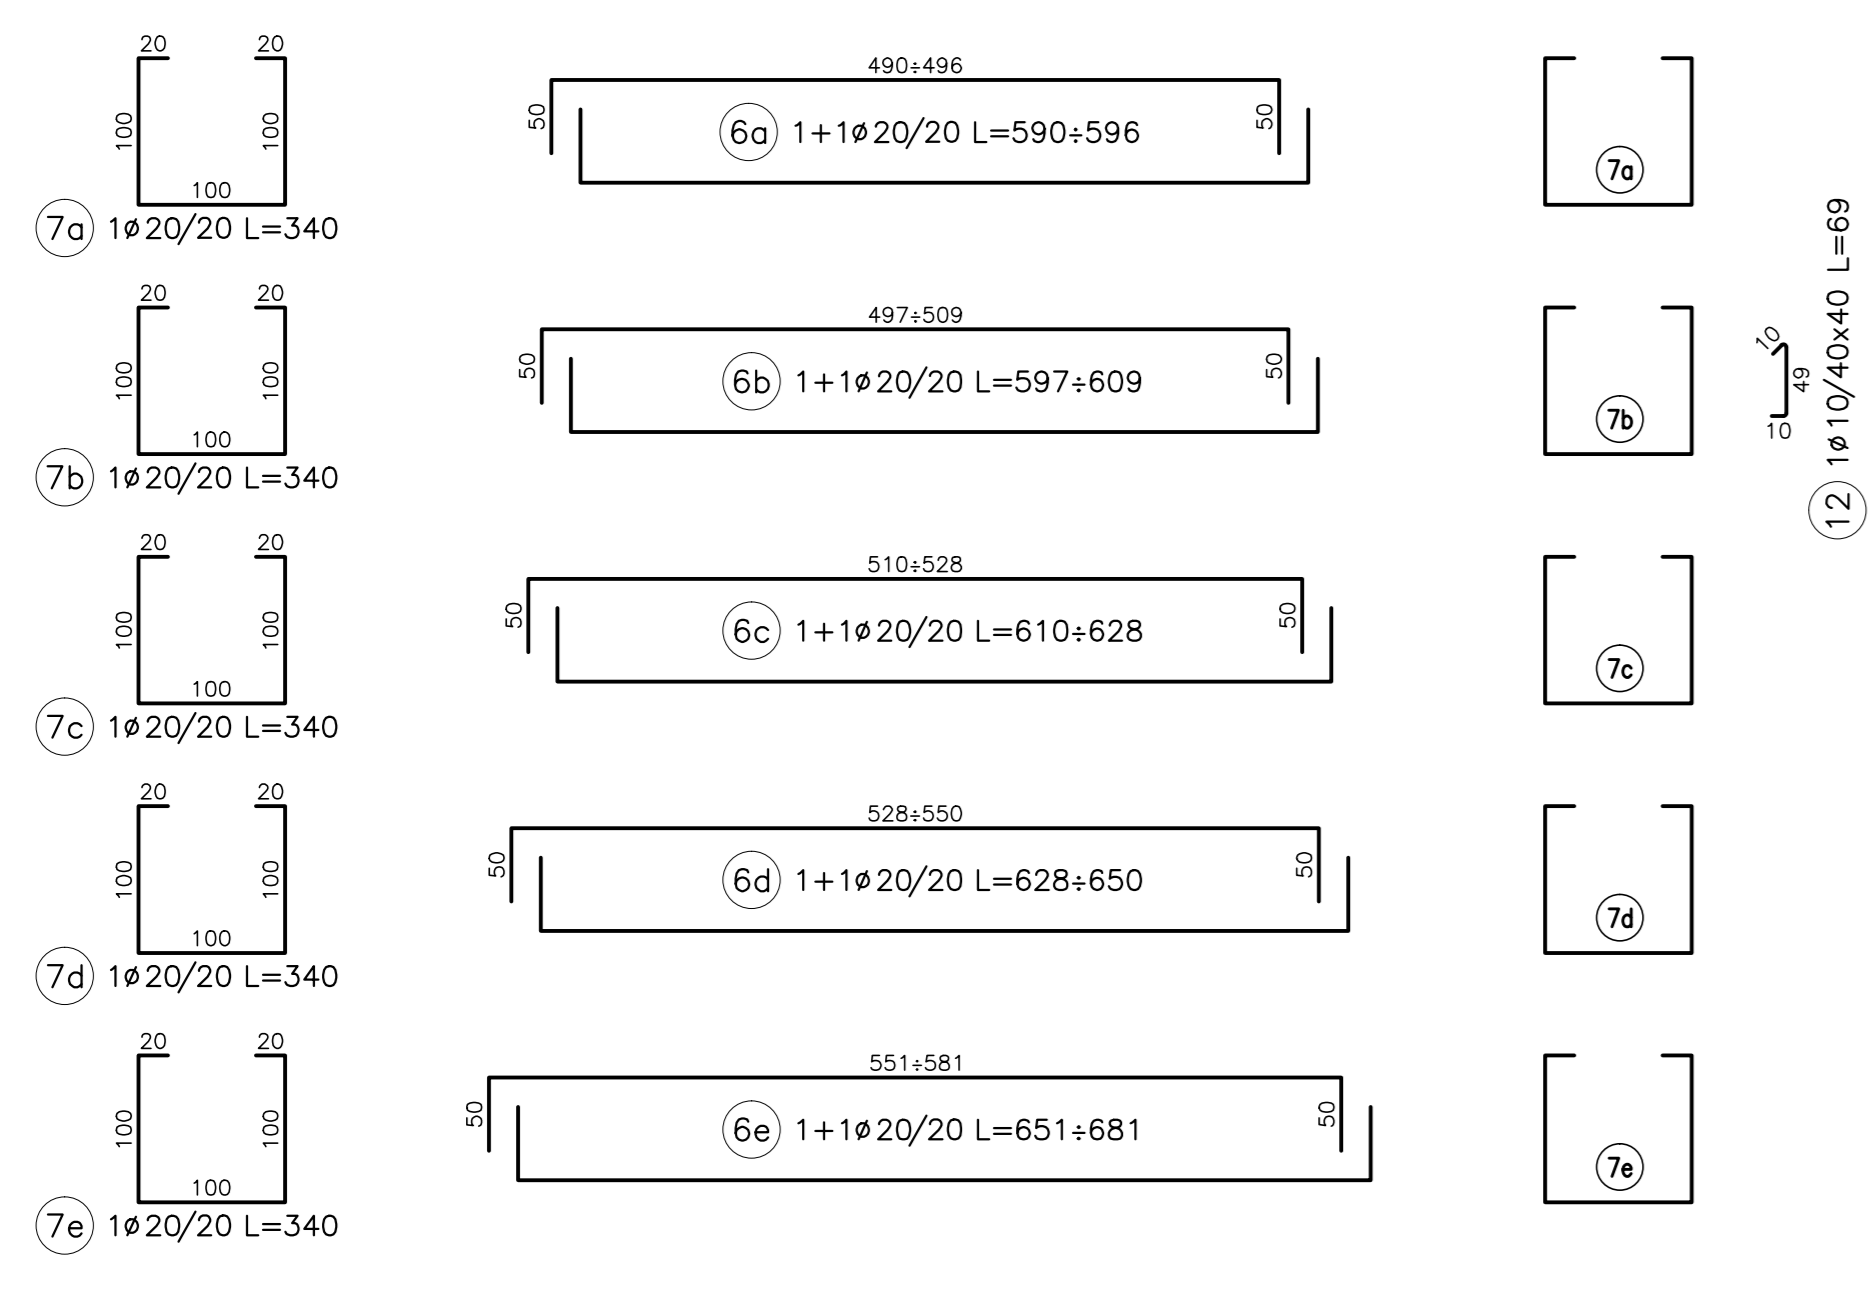 20 20
490÷496
100 100
50 50
6a 1+1ø20/20 L=590÷596
7a
100
7a 1ø20/20 L=340
20 20
497÷509
100 100
50 50
6b 1+1ø20/20 L=597÷609
7b
100
7b 1ø20/20 L=340
10
49
10
12 1ø10/40x40 L=69
20 20
510÷528
100 100
50 50
6c 1+1ø20/20 L=610÷628
7c
100
7c 1ø20/20 L=340
20 20
528÷550
100 100
50 50
6d 1+1ø20/20 L=628÷650
7d
100
7d 1ø20/20 L=340
20 20
551÷581
100 100
50 50
6e 1+1ø20/20 L=651÷681
7e
100
7e 1ø20/20 L=340